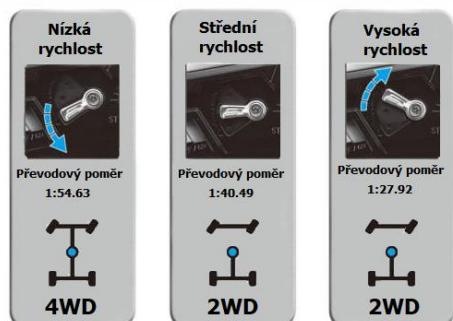 Nízká
rychlost
Převodový poměr
1:54.63
4WD
Střední
rychlost
Převodový poměr
1:40.49
2WD
Vysoká
rychlost
Převodový poměr
1:27.92
2WD